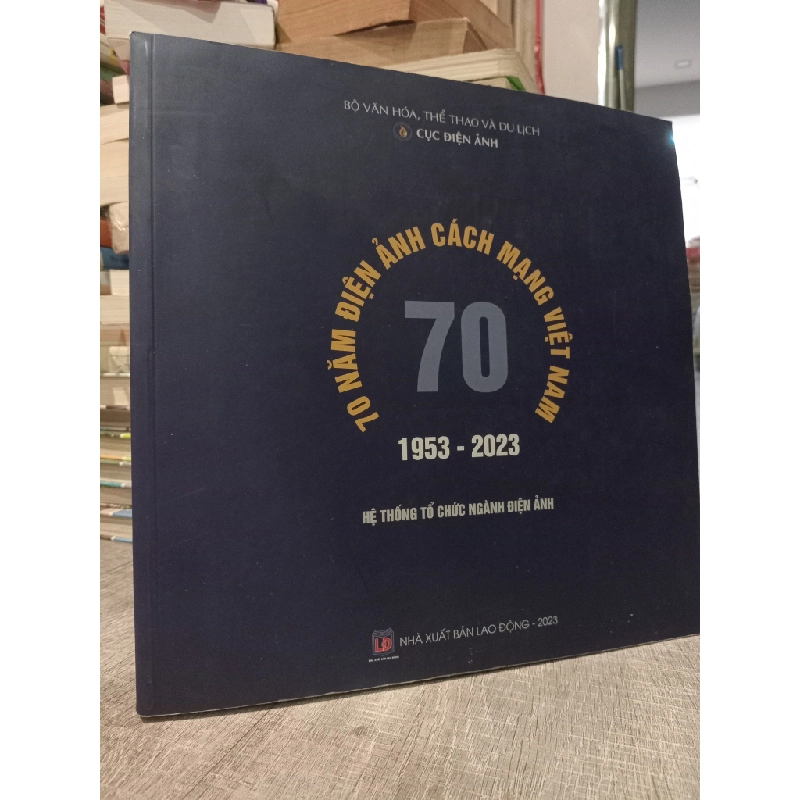 BỘ VĂN HÓA, THỂ THAO VÀ DU LỊCH
CỤC ĐIỆN ẢNH
70 NĂM ĐIỆN ẢNH CÁCH MẠNG VIỆT NAM
70
1953 - 2023
HỆ THỐNG TỔ CHỨC NGÀNH ĐIỆN ẢNH
NHÀ XUẤT BẢN LAO ĐỘNG - 2023